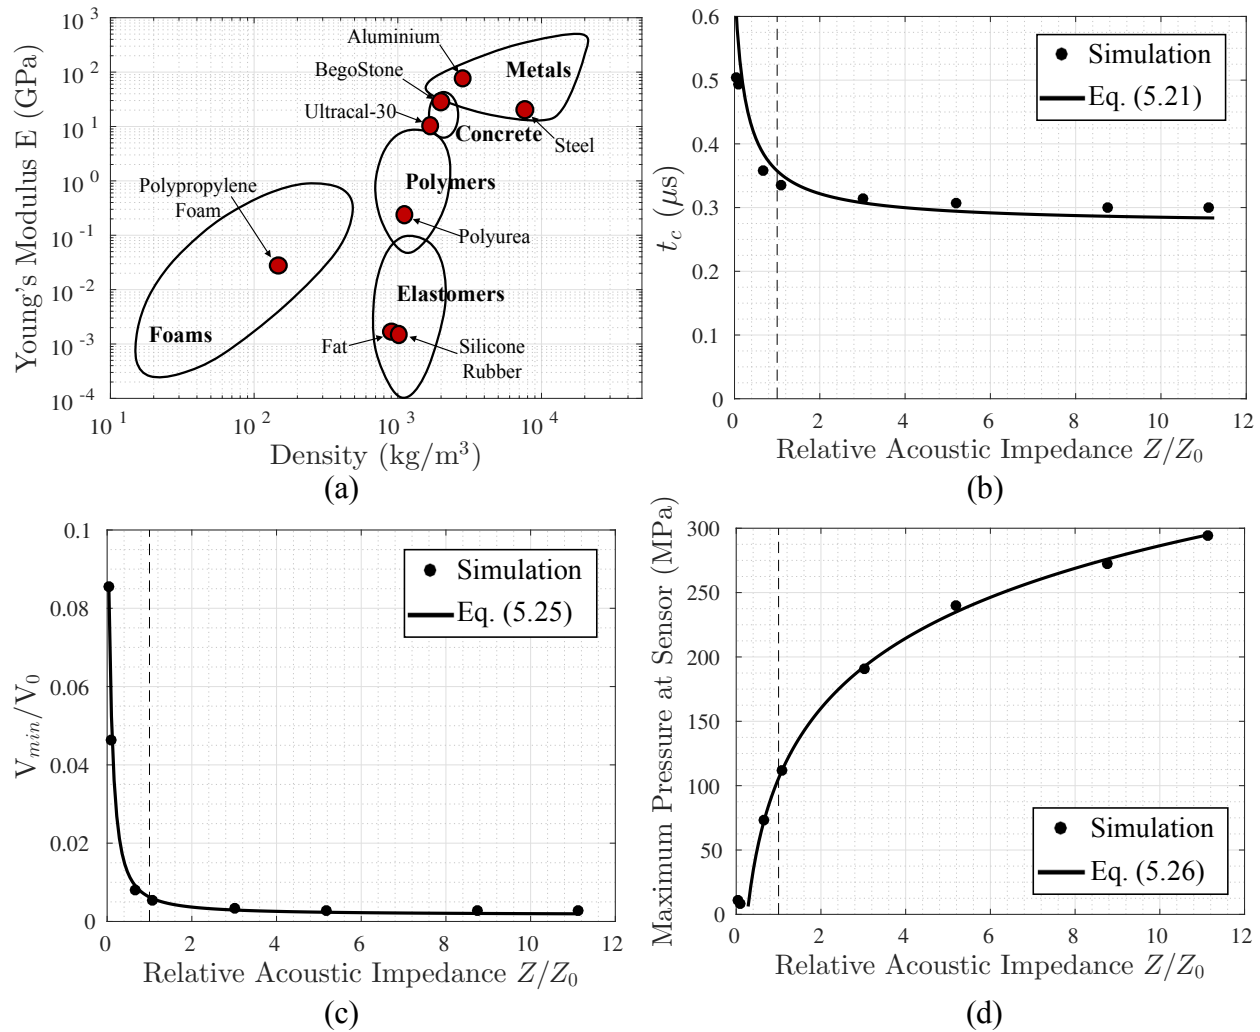 10^3
10^2
10^1
10^0
10^-1
10^-2
10^-3
10^-4
Young's Modulus E (GPa)
Aluminium
BegoStone
Metals
Ultracal-30
Concrete
Steel
Polypropylene
Foam
Polymers
Polyurea
Elastomers
Foams
Fat
Silicone
Rubber
10^1 10^2 10^3 10^4
Density (kg/m^3)
(a)
0.6
0.5
0.4
0.3
0.2
0.1
0
t_c (μs)
Simulation
Eq. (5.21)
0 2 4 6 8 10 12
Relative Acoustic Impedance Z/Z_0
(b)
0.1
0.08
0.06
0.04
0.02
0
V_min/V_0
Simulation
Eq. (5.25)
0 2 4 6 8 10 12
Relative Acoustic Impedance Z/Z_0
(c)
300
250
200
150
100
50
0
Maximum Pressure at Sensor (MPa)
Simulation
Eq. (5.26)
0 2 4 6 8 10 12
Relative Acoustic Impedance Z/Z_0
(d)